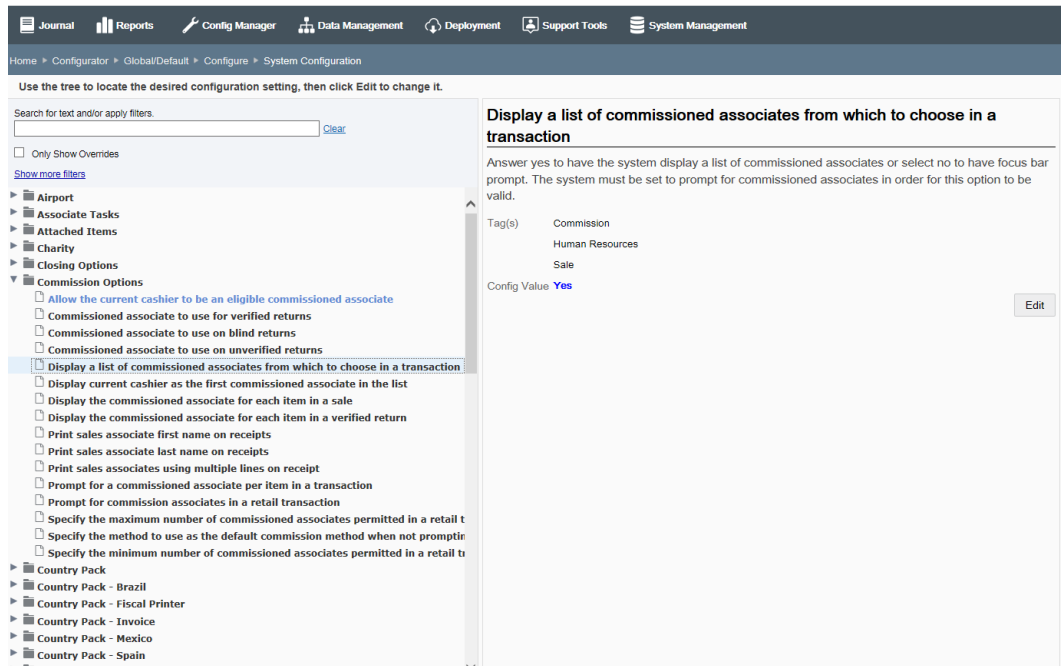 Journal Reports Config Manager Data Management Deployment Support Tools System Management
Home Configurator Global/Default Configure System Configuration
Use the tree to locate the desired configuration setting, then click Edit to change it.
Search for text and/or apply filters.
Clear
Only Show Overrides
Show more filters
Airport
Associate Tasks
Attached Items
Charity
Closing Options
Commission Options
Allow the current cashier to be an eligible commissioned associate
Commissioned associate to use for verified returns
Commissioned associate to use on blind returns
Commissioned associate to use on unverified returns
Display a list of commissioned associates from which to choose in a transaction
Display current cashier as the first commissioned associate in the list
Display the commissioned associate for each item in a sale
Display the commissioned associate for each item in a verified return
Print sales associate first name on receipts
Print sales associate last name on receipts
Print sales associates using multiple lines on receipt
Prompt for a commissioned associate per item in a transaction
Prompt for commission associates in a retail transaction
Specify the maximum number of commissioned associates permitted in a retail t
Specify the method to use as the default commission method when not promptin
Specify the minimum number of commissioned associates permitted in a retail tr
Country Pack
Country Pack - Brazil
Country Pack - Fiscal Printer
Country Pack - Invoice
Country Pack - Mexico
Country Pack - Spain
Display a list of commissioned associates from which to choose in a
transaction
Answer yes to have the system display a list of commissioned associates or select no to have focus bar
prompt. The system must be set to prompt for commissioned associates in order for this option to be
valid.
Tag(s) Commission
Human Resources
Sale
Config Value Yes
Edit